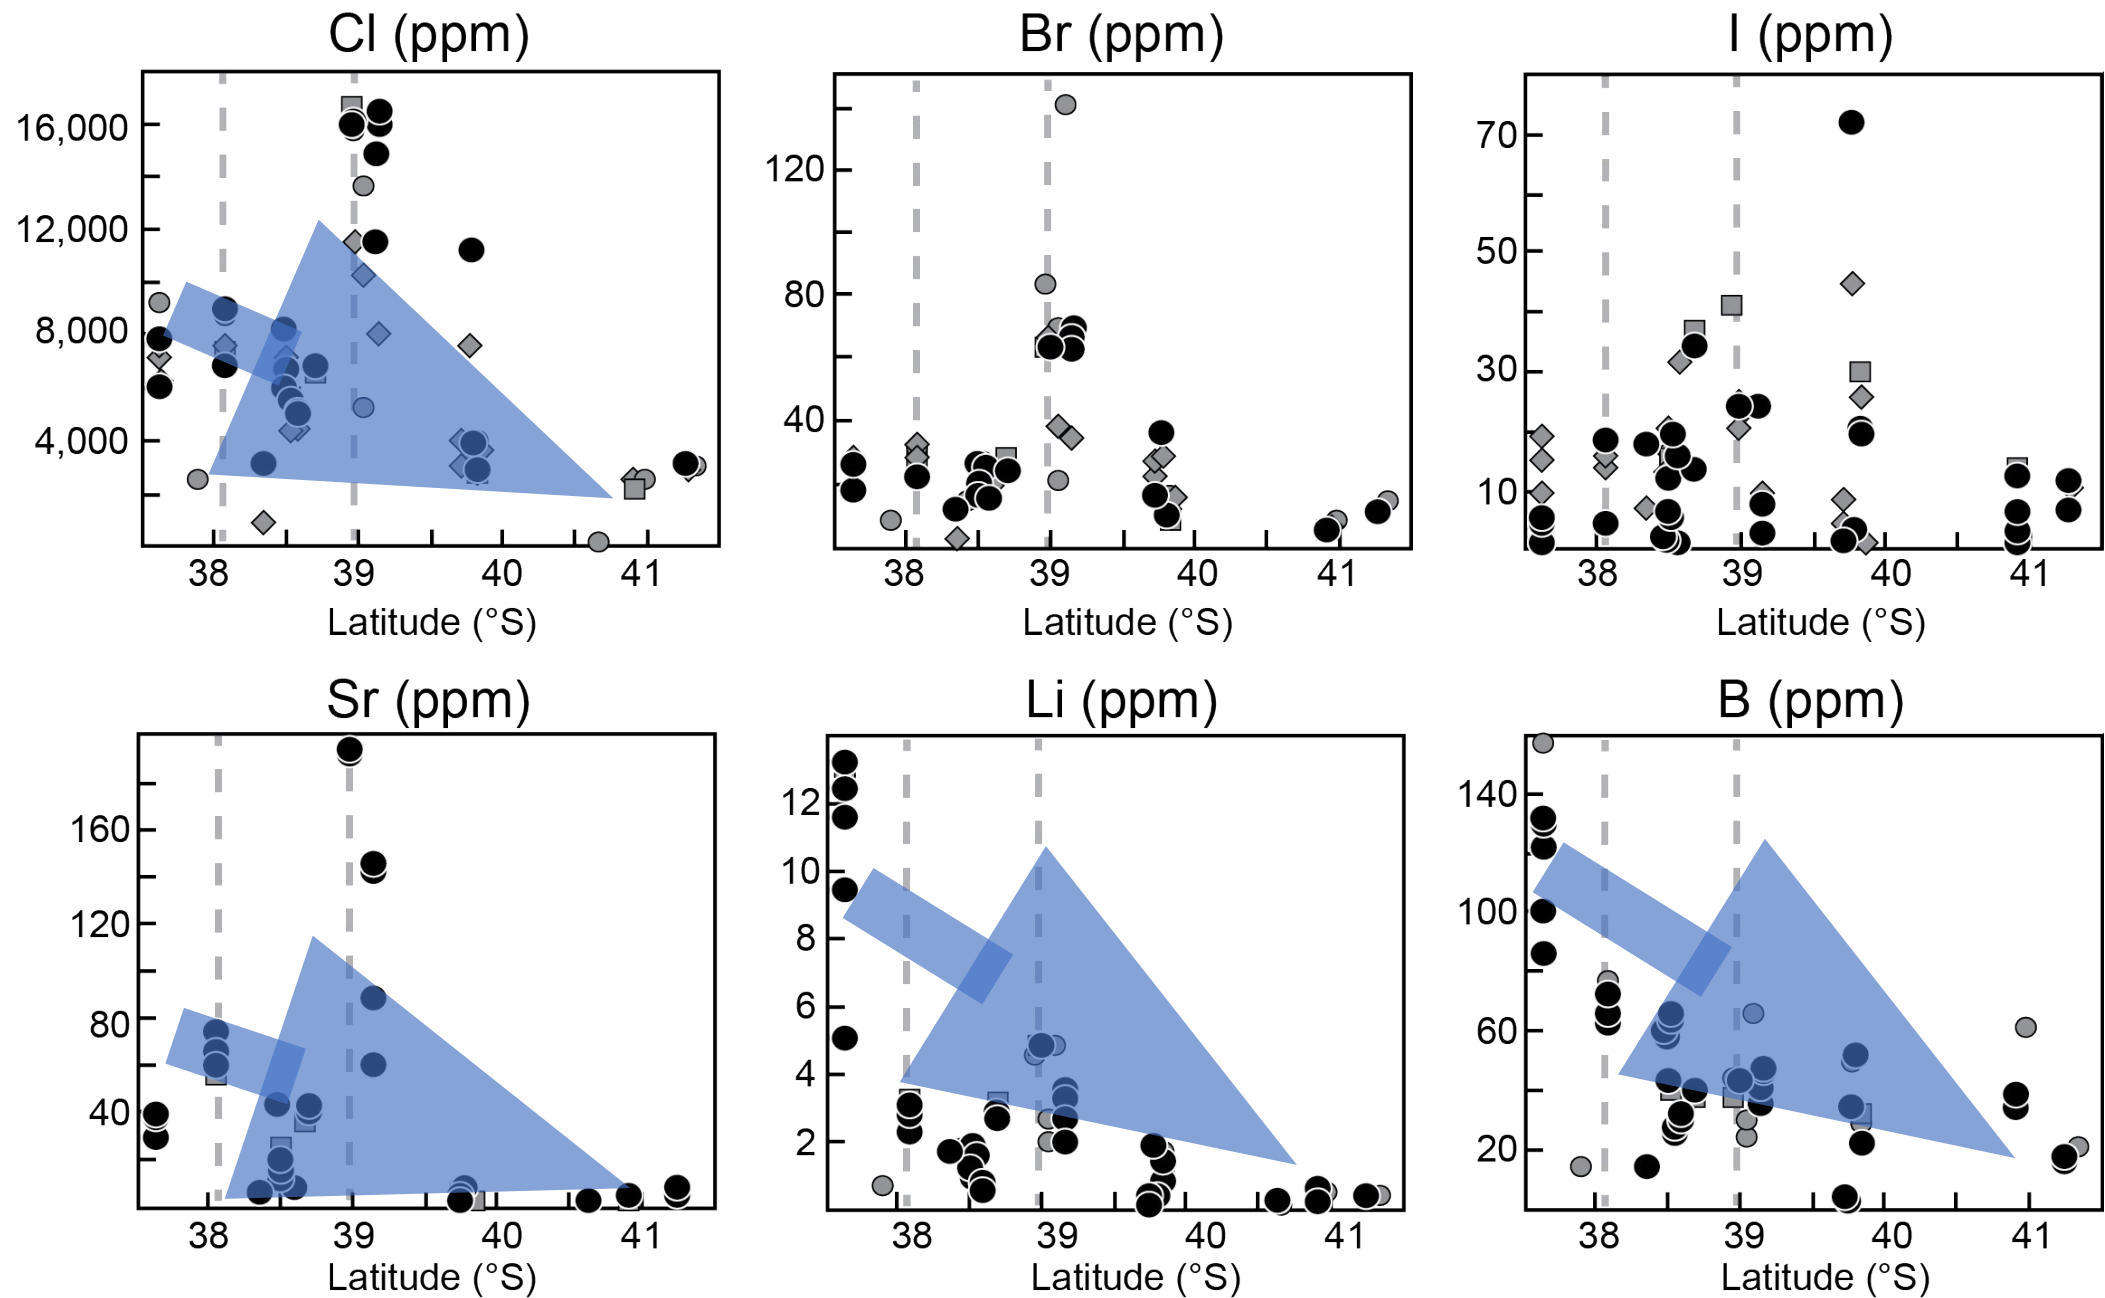 Cl (ppm)
16,000
12,000
8,000
4,000
38 39 40 41
Latitude (°S)
Br (ppm)
120
80
40
38 39 40 41
Latitude (°S)
I (ppm)
70
50
30
10
38 39 40 41
Latitude (°S)
Sr (ppm)
160
120
80
40
38 39 40 41
Latitude (°S)
Li (ppm)
12
10
8
6
4
2
38 39 40 41
Latitude (°S)
B (ppm)
140
100
60
20
38 39 40 41
Latitude (°S)